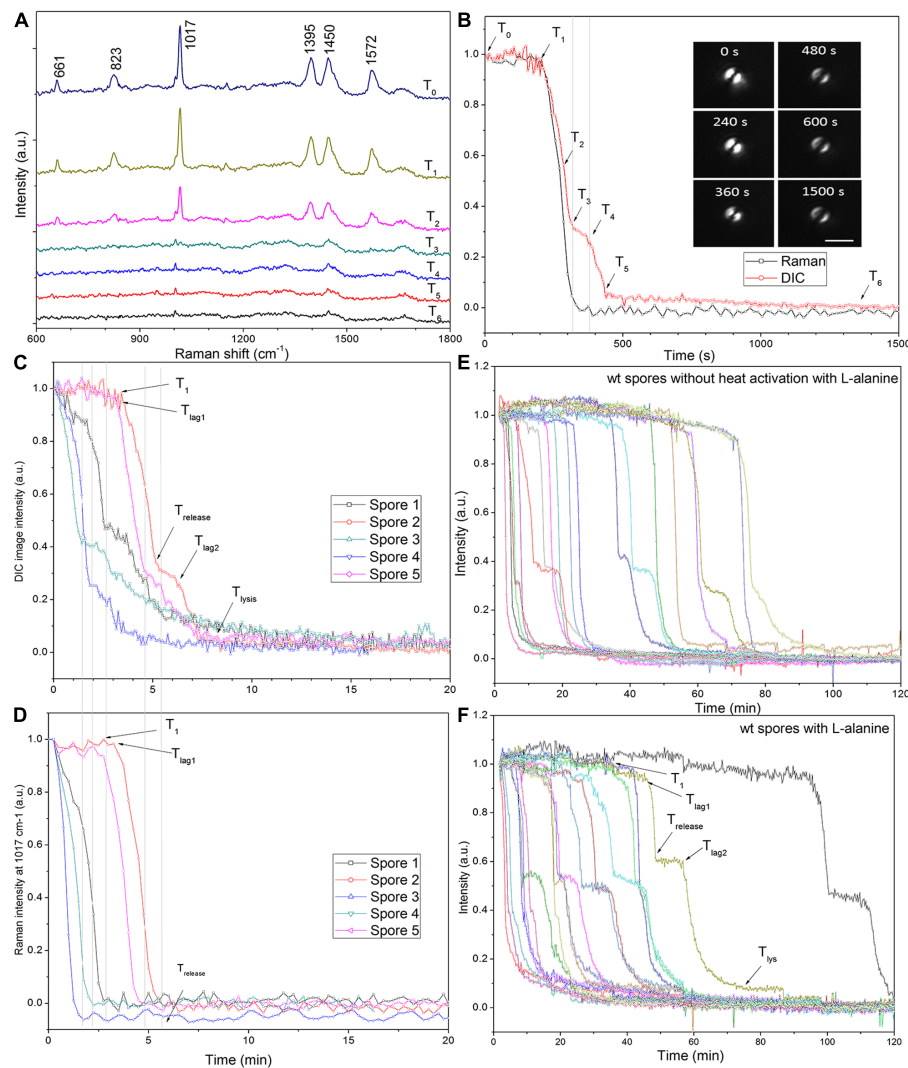 A
661
823
1017
1395
1450
1572
T0
T1
T2
T3
T4
T5
T6
Intensity (a.u.)
600
900
1200
1500
1800
Raman shift (cm-1)
B
1.0
0.8
0.6
0.4
0.2
0.0
T0
T1
T2
T3
T4
T5
T6
0 s
480 s
240 s
600 s
360 s
1500 s
Raman
DIC
Intensity (a.u.)
0
500
1000
1500
Time (s)
C
1.0
0.8
0.6
0.4
0.2
0.0
DIC image intensity (a.u.)
T1
Tlag1
Trelease
Tlag2
Tlysis
Spore 1
Spore 2
Spore 3
Spore 4
Spore 5
0
5
10
15
20
Time (min)
E
wt spores without heat activation with L-alanine
1.2
1.0
0.8
0.6
0.4
0.2
0.0
Intensity (a.u.)
0
20
40
60
80
100
120
Time (min)
D
1.0
0.8
0.6
0.4
0.2
0.0
Raman intensity at 1017 cm-1 (a.u.)
T1
Tlag1
Trelease
Spore 1
Spore 2
Spore 3
Spore 4
Spore 5
0
5
10
15
20
Time (min)
F
wt spores with L-alanine
1.2
1.0
0.8
0.6
0.4
0.2
0.0
Intensity (a.u.)
T1
Tlag1
Trelease
Tlag2
Tlys
0
20
40
60
80
100
120
Time (min)